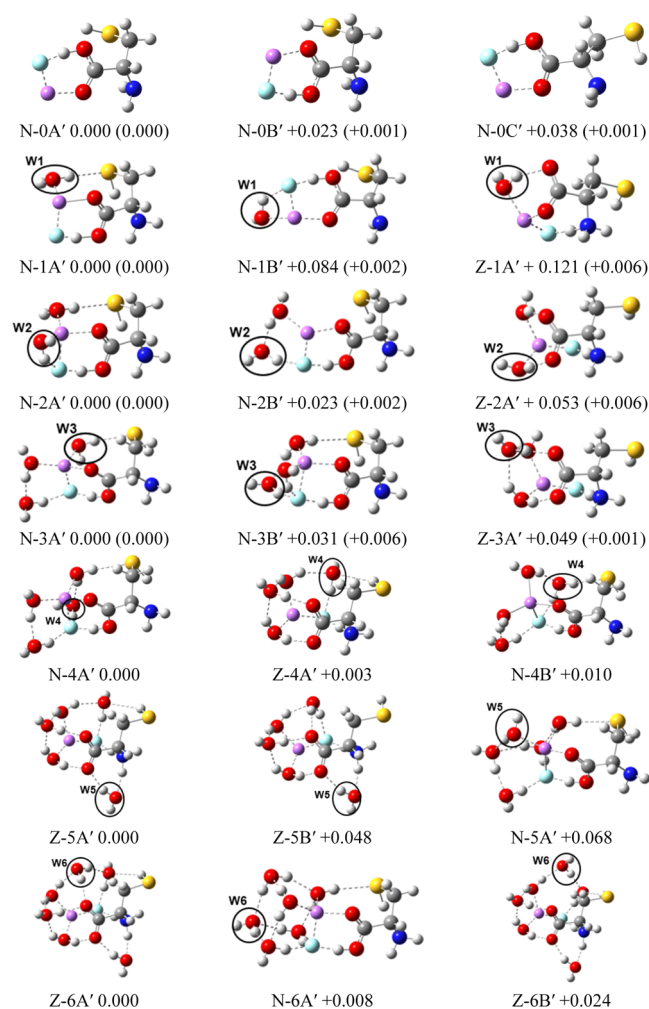 N-0A′ 0.000 (0.000) N-0B′ +0.023 (+0.001) N-0C′ +0.038 (+0.001)
W1 W1 W1
N-1A′ 0.000 (0.000) N-1B′ +0.084 (+0.002) Z-1A′ + 0.121 (+0.006)
W2 W2 W2
N-2A′ 0.000 (0.000) N-2B′ +0.023 (+0.002) Z-2A′ + 0.053 (+0.006)
W3 W3 W3
N-3A′ 0.000 (0.000) N-3B′ +0.031 (+0.006) Z-3A′ +0.049 (+0.001)
W4 W4 W4
N-4A′ 0.000 Z-4A′ +0.003 N-4B′ +0.010
W5 W5 W5
Z-5A′ 0.000 Z-5B′ +0.048 N-5A′ +0.068
W6 W6 W6
Z-6A′ 0.000 N-6A′ +0.008 Z-6B′ +0.024